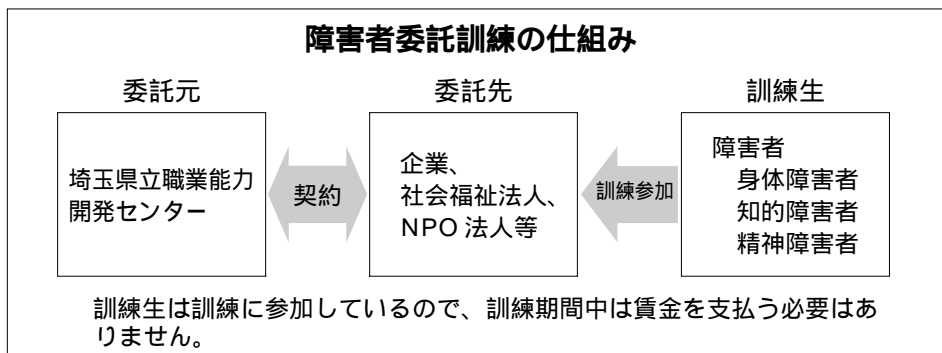 障害者委託訓練の仕組み
委託元
委託先
訓練生
埼玉県立職業能力
開発センター
契約
企業、
社会福祉法人、
NPO 法人等
訓練参加
障害者
身体障害者
知的障害者
精神障害者
訓練生は訓練に参加しているので、訓練期間中は賃金を支払う必要はあ
りません。